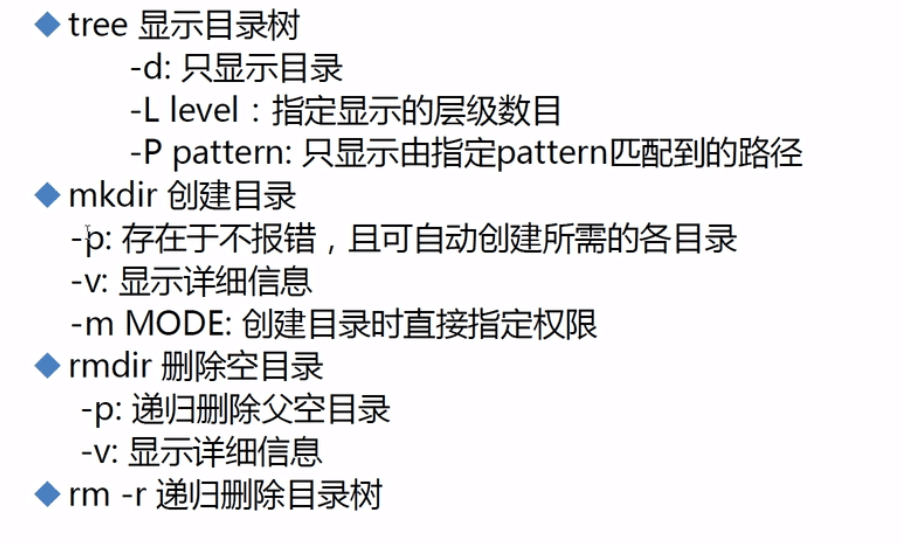 tree 显示目录树
-d: 只显示目录
-L level：指定显示的层级数目
-P pattern: 只显示由指定pattern匹配到的路径
mkdir 创建目录
-p: 存在于不报错，且可自动创建所需的各目录
-v: 显示详细信息
-m MODE: 创建目录时直接指定权限
rmdir 删除空目录
-p: 递归删除父空目录
-v: 显示详细信息
rm -r 递归删除目录树